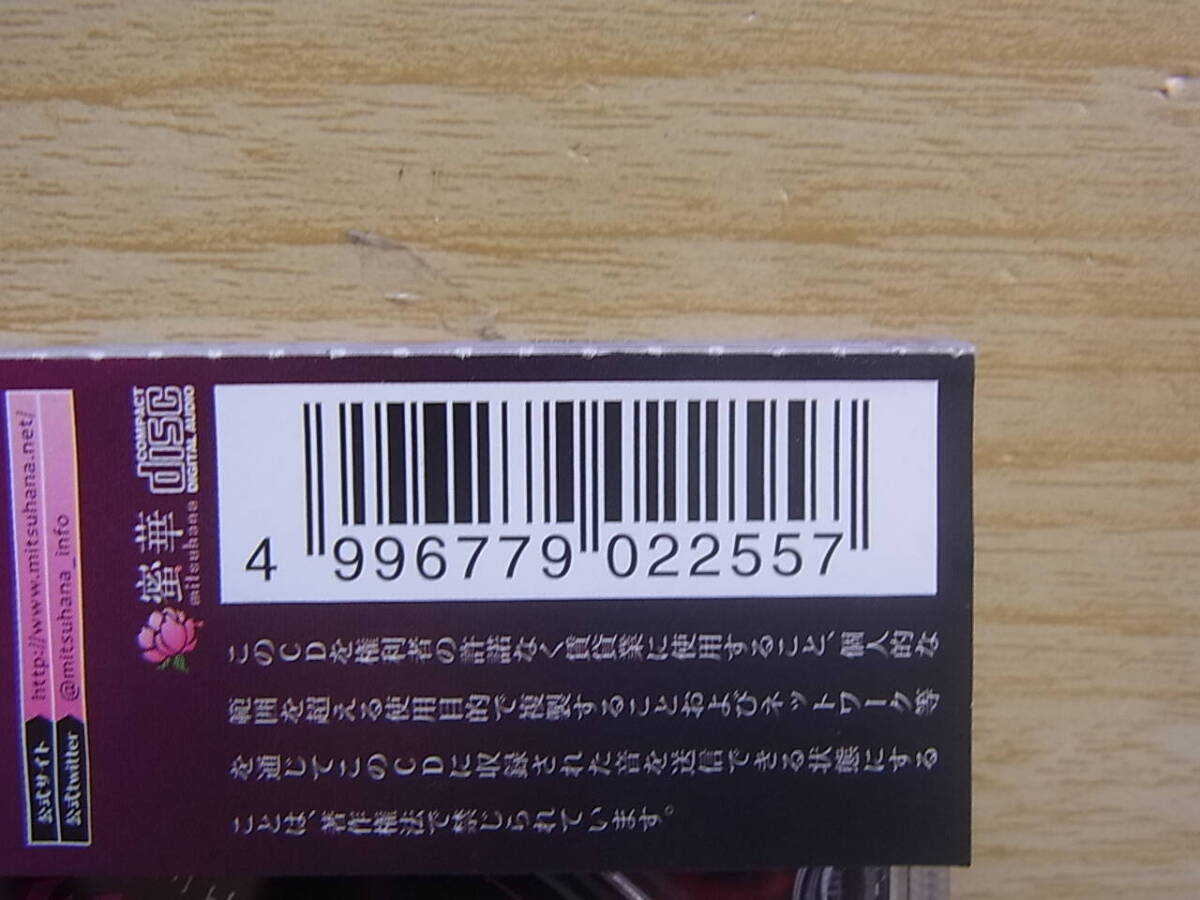 公式サイト http://www.mitsuhana.net/
公式twitter @mitsuhana_info
蜜華
mitsuhana
COMPACT
disc
DIGITAL AUDIO
4 996779 022557
このCDを権利者の許諾なく賃貸業に使用すること、個人的な
範囲を超える使用目的で複製することおよびネットワーク等
を通じてこのCDに収録された音を送信できる状態にする
ことは、著作権法で禁じられています。